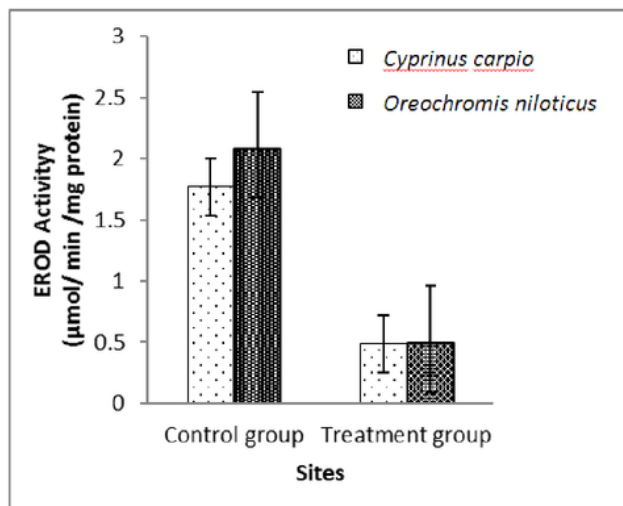 3
2.5
2
1.5
1
0.5
0
EROD Activityy
(µmol/ min /mg protein)
Cyprinus carpio
Oreochromis niloticus
Control group
Treatment group
Sites